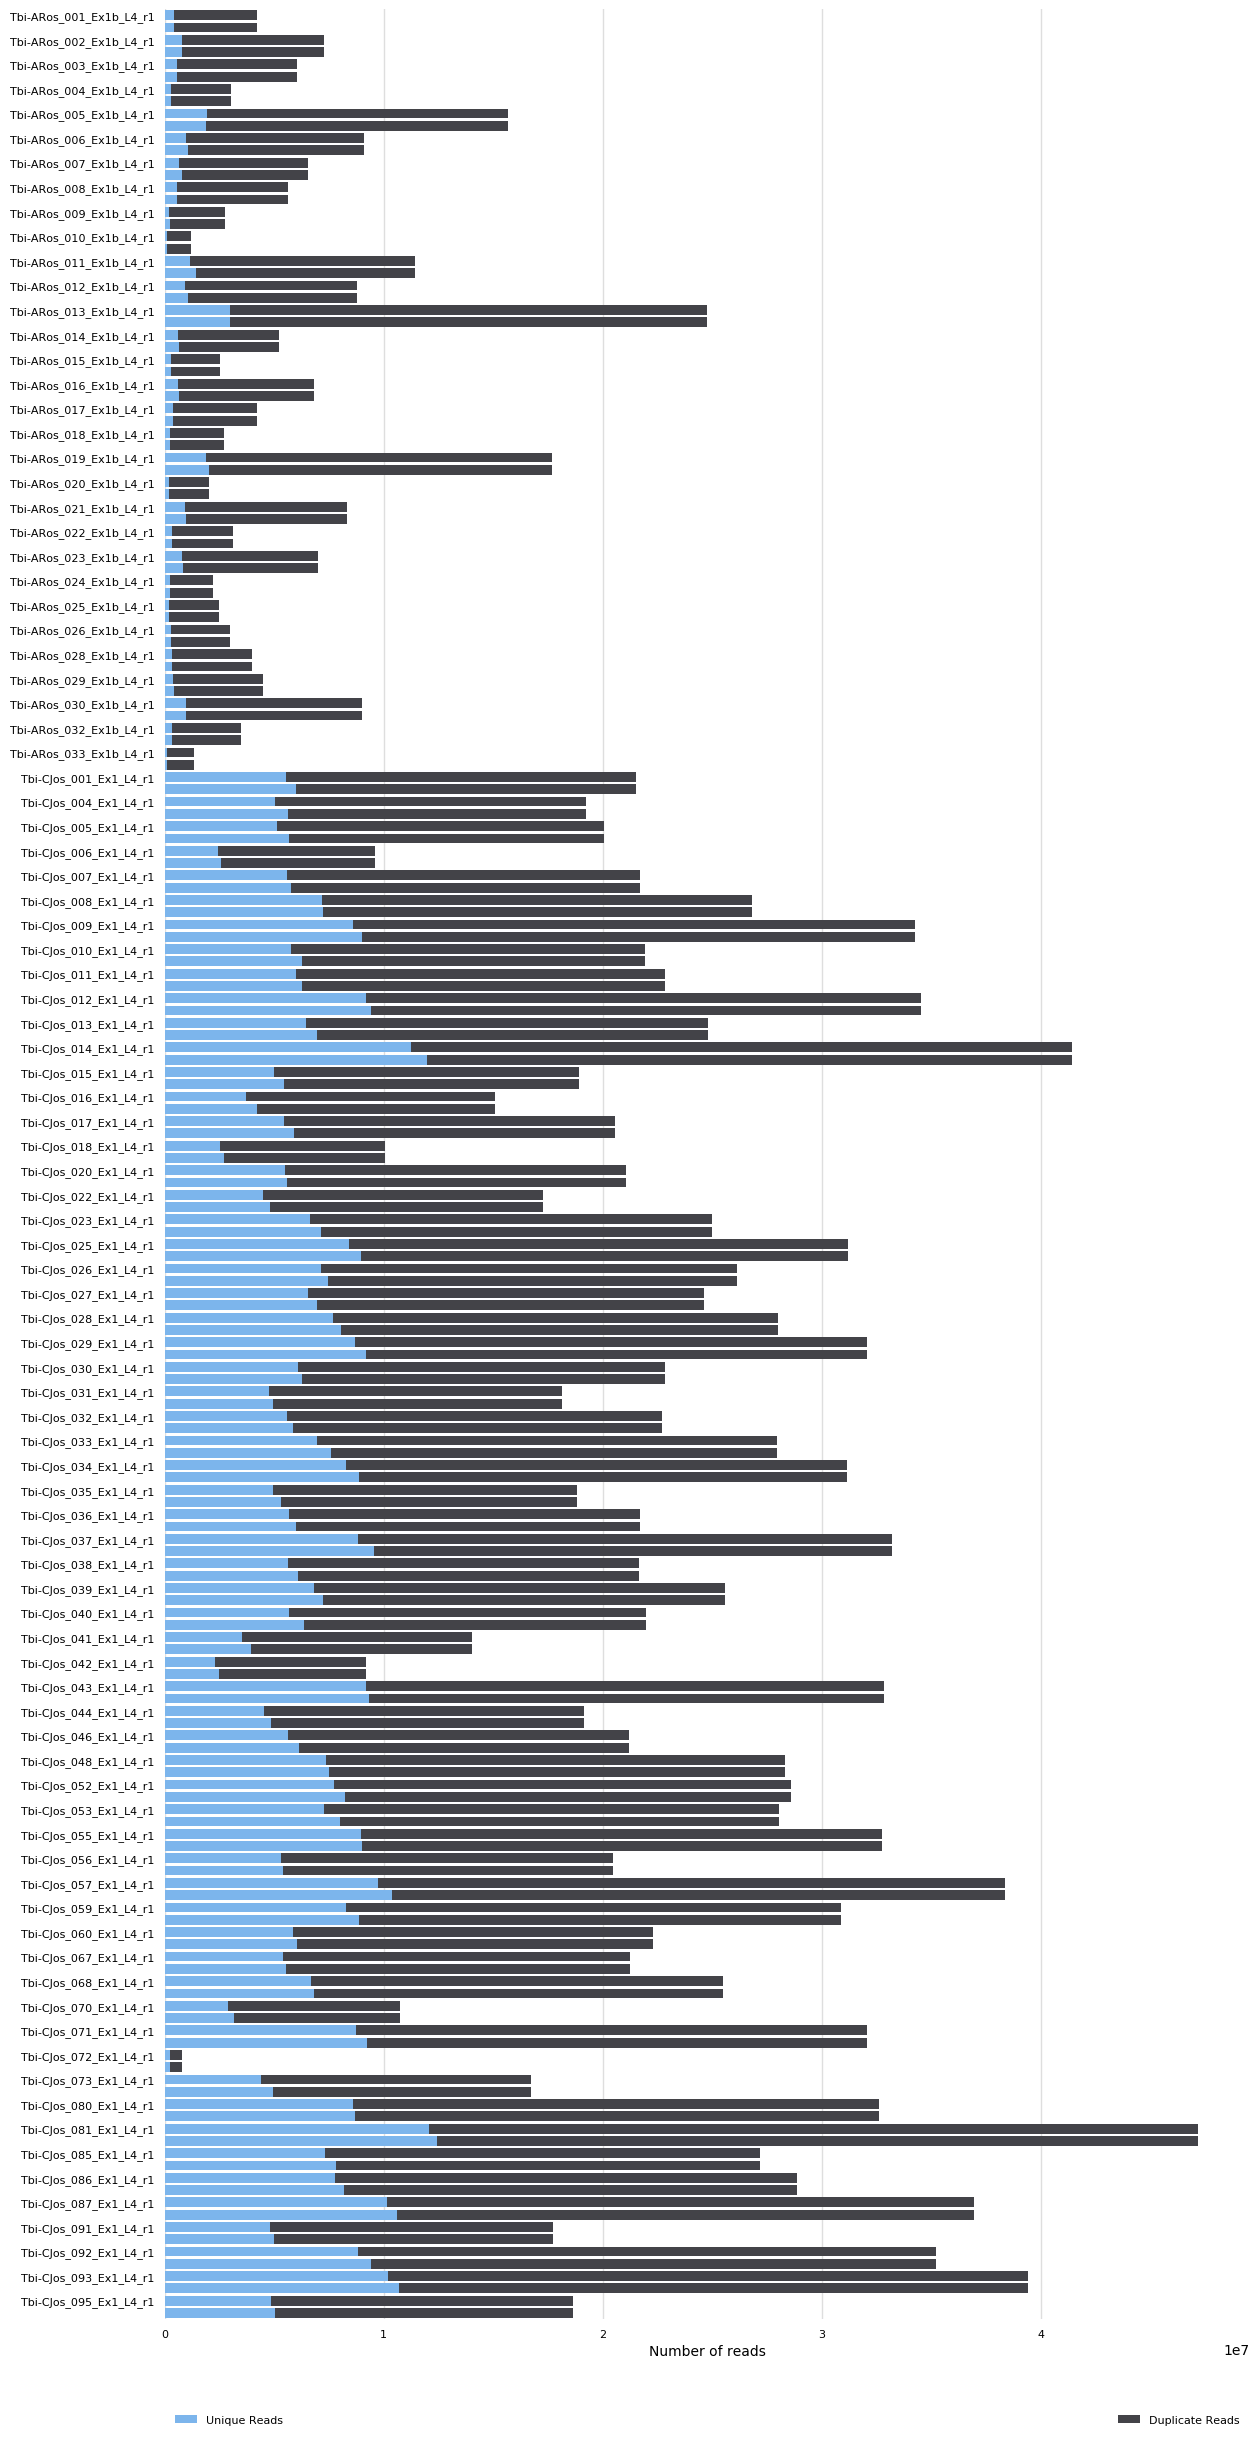 Tbi-ARos_001_Ex1b_L4_r1
Tbi-ARos_002_Ex1b_L4_r1
Tbi-ARos_003_Ex1b_L4_r1
Tbi-ARos_004_Ex1b_L4_r1
Tbi-ARos_005_Ex1b_L4_r1
Tbi-ARos_006_Ex1b_L4_r1
Tbi-ARos_007_Ex1b_L4_r1
Tbi-ARos_008_Ex1b_L4_r1
Tbi-ARos_009_Ex1b_L4_r1
Tbi-ARos_010_Ex1b_L4_r1
Tbi-ARos_011_Ex1b_L4_r1
Tbi-ARos_012_Ex1b_L4_r1
Tbi-ARos_013_Ex1b_L4_r1
Tbi-ARos_014_Ex1b_L4_r1
Tbi-ARos_015_Ex1b_L4_r1
Tbi-ARos_016_Ex1b_L4_r1
Tbi-ARos_017_Ex1b_L4_r1
Tbi-ARos_018_Ex1b_L4_r1
Tbi-ARos_019_Ex1b_L4_r1
Tbi-ARos_020_Ex1b_L4_r1
Tbi-ARos_021_Ex1b_L4_r1
Tbi-ARos_022_Ex1b_L4_r1
Tbi-ARos_023_Ex1b_L4_r1
Tbi-ARos_024_Ex1b_L4_r1
Tbi-ARos_025_Ex1b_L4_r1
Tbi-ARos_026_Ex1b_L4_r1
Tbi-ARos_028_Ex1b_L4_r1
Tbi-ARos_029_Ex1b_L4_r1
Tbi-ARos_030_Ex1b_L4_r1
Tbi-ARos_032_Ex1b_L4_r1
Tbi-ARos_033_Ex1b_L4_r1
Tbi-CJos_001_Ex1_L4_r1
Tbi-CJos_004_Ex1_L4_r1
Tbi-CJos_005_Ex1_L4_r1
Tbi-CJos_006_Ex1_L4_r1
Tbi-CJos_007_Ex1_L4_r1
Tbi-CJos_008_Ex1_L4_r1
Tbi-CJos_009_Ex1_L4_r1
Tbi-CJos_010_Ex1_L4_r1
Tbi-CJos_011_Ex1_L4_r1
Tbi-CJos_012_Ex1_L4_r1
Tbi-CJos_013_Ex1_L4_r1
Tbi-CJos_014_Ex1_L4_r1
Tbi-CJos_015_Ex1_L4_r1
Tbi-CJos_016_Ex1_L4_r1
Tbi-CJos_017_Ex1_L4_r1
Tbi-CJos_018_Ex1_L4_r1
Tbi-CJos_020_Ex1_L4_r1
Tbi-CJos_022_Ex1_L4_r1
Tbi-CJos_023_Ex1_L4_r1
Tbi-CJos_025_Ex1_L4_r1
Tbi-CJos_026_Ex1_L4_r1
Tbi-CJos_027_Ex1_L4_r1
Tbi-CJos_028_Ex1_L4_r1
Tbi-CJos_029_Ex1_L4_r1
Tbi-CJos_030_Ex1_L4_r1
Tbi-CJos_031_Ex1_L4_r1
Tbi-CJos_032_Ex1_L4_r1
Tbi-CJos_033_Ex1_L4_r1
Tbi-CJos_034_Ex1_L4_r1
Tbi-CJos_035_Ex1_L4_r1
Tbi-CJos_036_Ex1_L4_r1
Tbi-CJos_037_Ex1_L4_r1
Tbi-CJos_038_Ex1_L4_r1
Tbi-CJos_039_Ex1_L4_r1
Tbi-CJos_040_Ex1_L4_r1
Tbi-CJos_041_Ex1_L4_r1
Tbi-CJos_042_Ex1_L4_r1
Tbi-CJos_043_Ex1_L4_r1
Tbi-CJos_044_Ex1_L4_r1
Tbi-CJos_046_Ex1_L4_r1
Tbi-CJos_048_Ex1_L4_r1
Tbi-CJos_052_Ex1_L4_r1
Tbi-CJos_053_Ex1_L4_r1
Tbi-CJos_055_Ex1_L4_r1
Tbi-CJos_056_Ex1_L4_r1
Tbi-CJos_057_Ex1_L4_r1
Tbi-CJos_059_Ex1_L4_r1
Tbi-CJos_060_Ex1_L4_r1
Tbi-CJos_067_Ex1_L4_r1
Tbi-CJos_068_Ex1_L4_r1
Tbi-CJos_070_Ex1_L4_r1
Tbi-CJos_071_Ex1_L4_r1
Tbi-CJos_072_Ex1_L4_r1
Tbi-CJos_073_Ex1_L4_r1
Tbi-CJos_080_Ex1_L4_r1
Tbi-CJos_081_Ex1_L4_r1
Tbi-CJos_085_Ex1_L4_r1
Tbi-CJos_086_Ex1_L4_r1
Tbi-CJos_087_Ex1_L4_r1
Tbi-CJos_091_Ex1_L4_r1
Tbi-CJos_092_Ex1_L4_r1
Tbi-CJos_093_Ex1_L4_r1
Tbi-CJos_095_Ex1_L4_r1
0 1 2 3 4
Number of reads
1e7
Unique Reads
Duplicate Reads